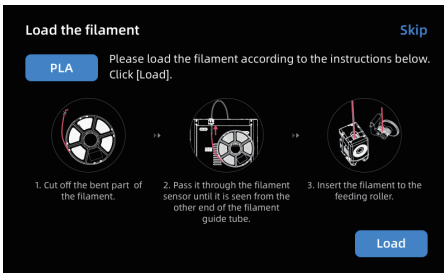 Load the filament
Skip
PLA
Please load the filament according to the instructions below.
Click [Load].
1. Cut off the bent part of
the filament.
2. Pass it through the filament
sensor until it is seen from the
other end of the filament
guide tube.
3. Insert the filament to the
feeding roller.
Load